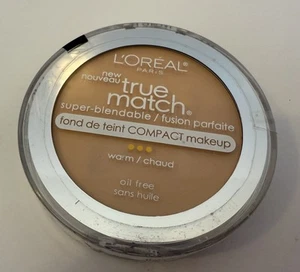 L'ORÉAL
PARIS
new
nouveau
true
match®
super-blendable / fusion parfaite
fond de teint COMPACT makeup
warm / chaud
oil free
sans huile